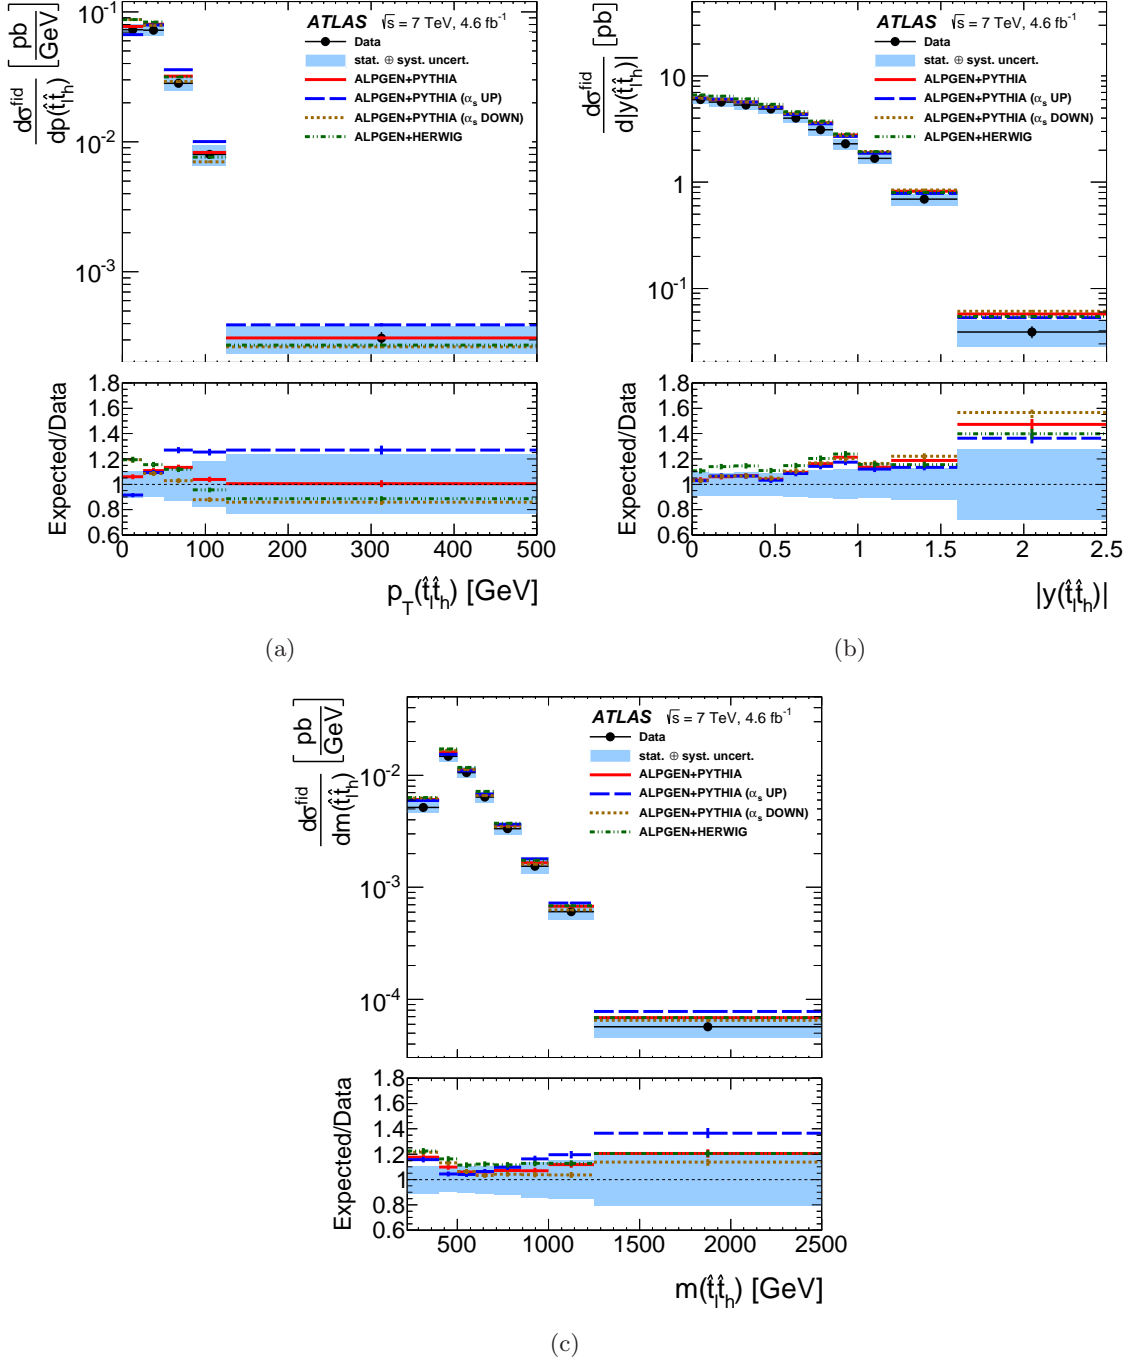 ATLAS √s = 7 TeV, 4.6 fb⁻¹
Data
stat. ⊕ syst. uncert.
ALPGEN+PYTHIA
ALPGEN+PYTHIA (αₛ UP)
ALPGEN+PYTHIA (αₛ DOWN)
ALPGEN+HERWIG
dσ^fid / dp(t̂ₗt̂ₕ) [pb / GeV]
10⁻¹
10⁻²
10⁻³
Expected/Data
1.8
1.6
1.4
1.2
1
0.8
0.6
0 100 200 300 400 500
p_T(t̂ₗt̂ₕ) [GeV]
(a)
ATLAS √s = 7 TeV, 4.6 fb⁻¹
Data
stat. ⊕ syst. uncert.
ALPGEN+PYTHIA
ALPGEN+PYTHIA (αₛ UP)
ALPGEN+PYTHIA (αₛ DOWN)
ALPGEN+HERWIG
dσ^fid / d|y(t̂ₗt̂ₕ)| [pb]
10
1
10⁻¹
Expected/Data
1.8
1.6
1.4
1.2
1
0.8
0.6
0 0.5 1 1.5 2 2.5
|y(t̂ₗt̂ₕ)|
(b)
ATLAS √s = 7 TeV, 4.6 fb⁻¹
Data
stat. ⊕ syst. uncert.
ALPGEN+PYTHIA
ALPGEN+PYTHIA (αₛ UP)
ALPGEN+PYTHIA (αₛ DOWN)
ALPGEN+HERWIG
dσ^fid / dm(t̂ₗt̂ₕ) [pb / GeV]
10⁻²
10⁻³
10⁻⁴
Expected/Data
1.8
1.6
1.4
1.2
1
0.8
0.6
500 1000 1500 2000 2500
m(t̂ₗt̂ₕ) [GeV]
(c)